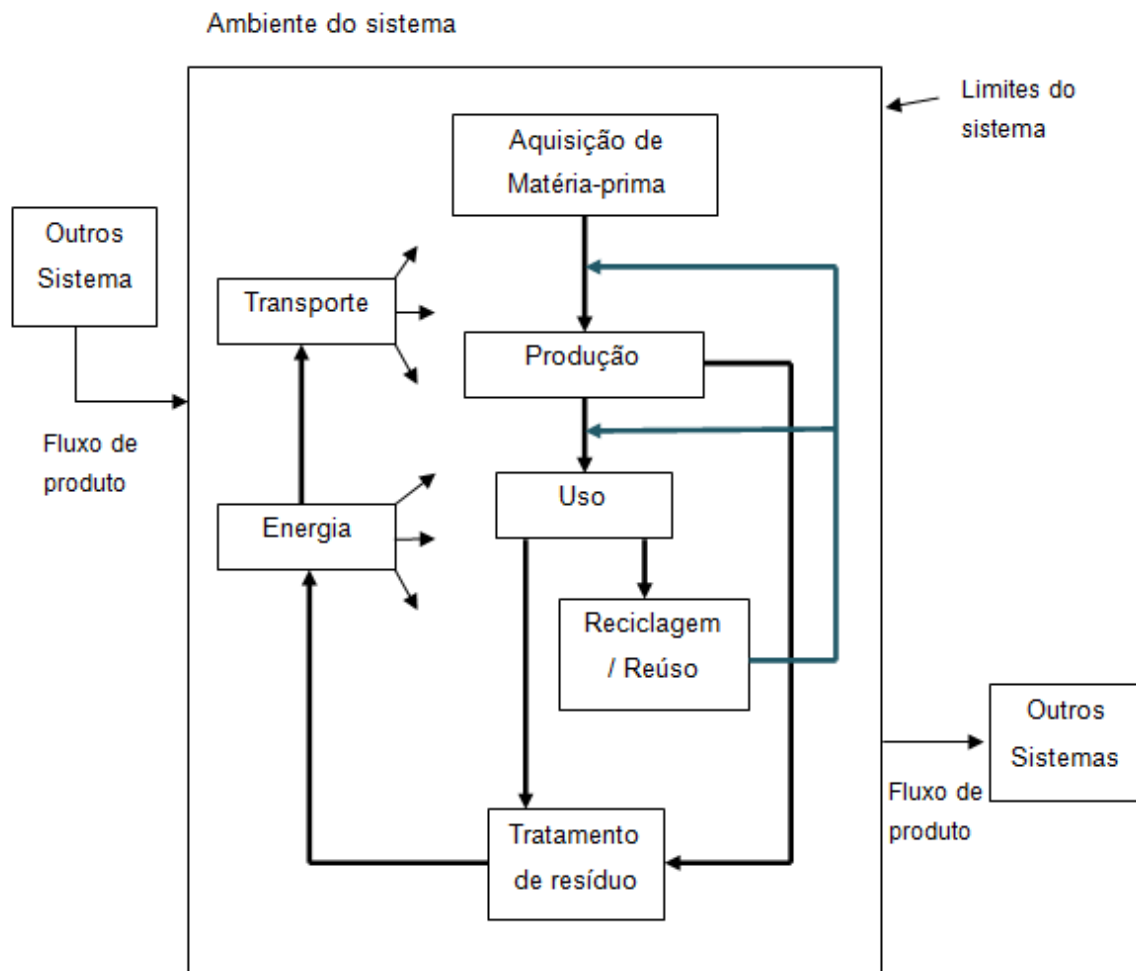 Ambiente do sistema
Limites do
sistema
Aquisição de
Matéria-prima
Outros
Sistema
Transporte
Produção
Fluxo de
produto
Uso
Energia
Reciclagem
/ Reúso
Outros
Sistemas
Fluxo de
produto
Tratamento
de resíduo